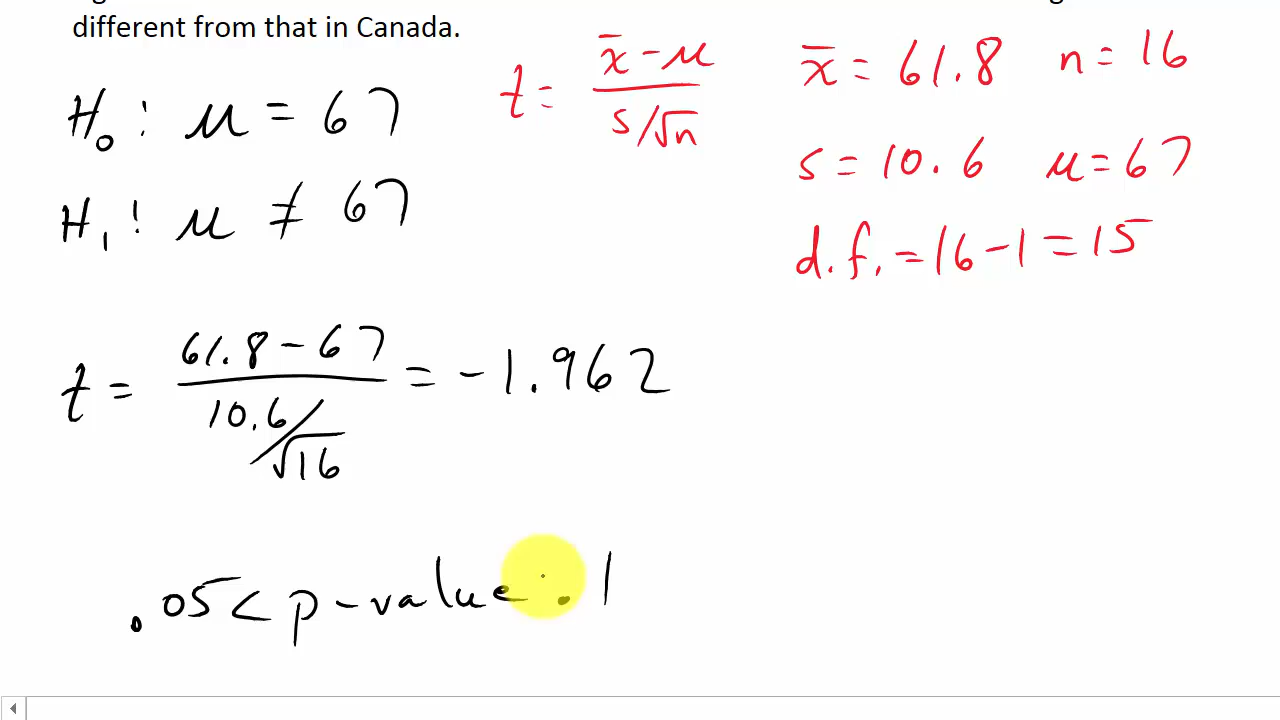 different from that in Canada.
H₀ : μ = 67
H₁ : μ ≠ 67
t = x̄ - μ
s/√n
x̄ = 61.8 n = 16
s = 10.6 μ = 67
d.f. = 16 - 1 = 15
t = 61.8 - 67 = -1.962
10.6/√16
.05 < p-value .1